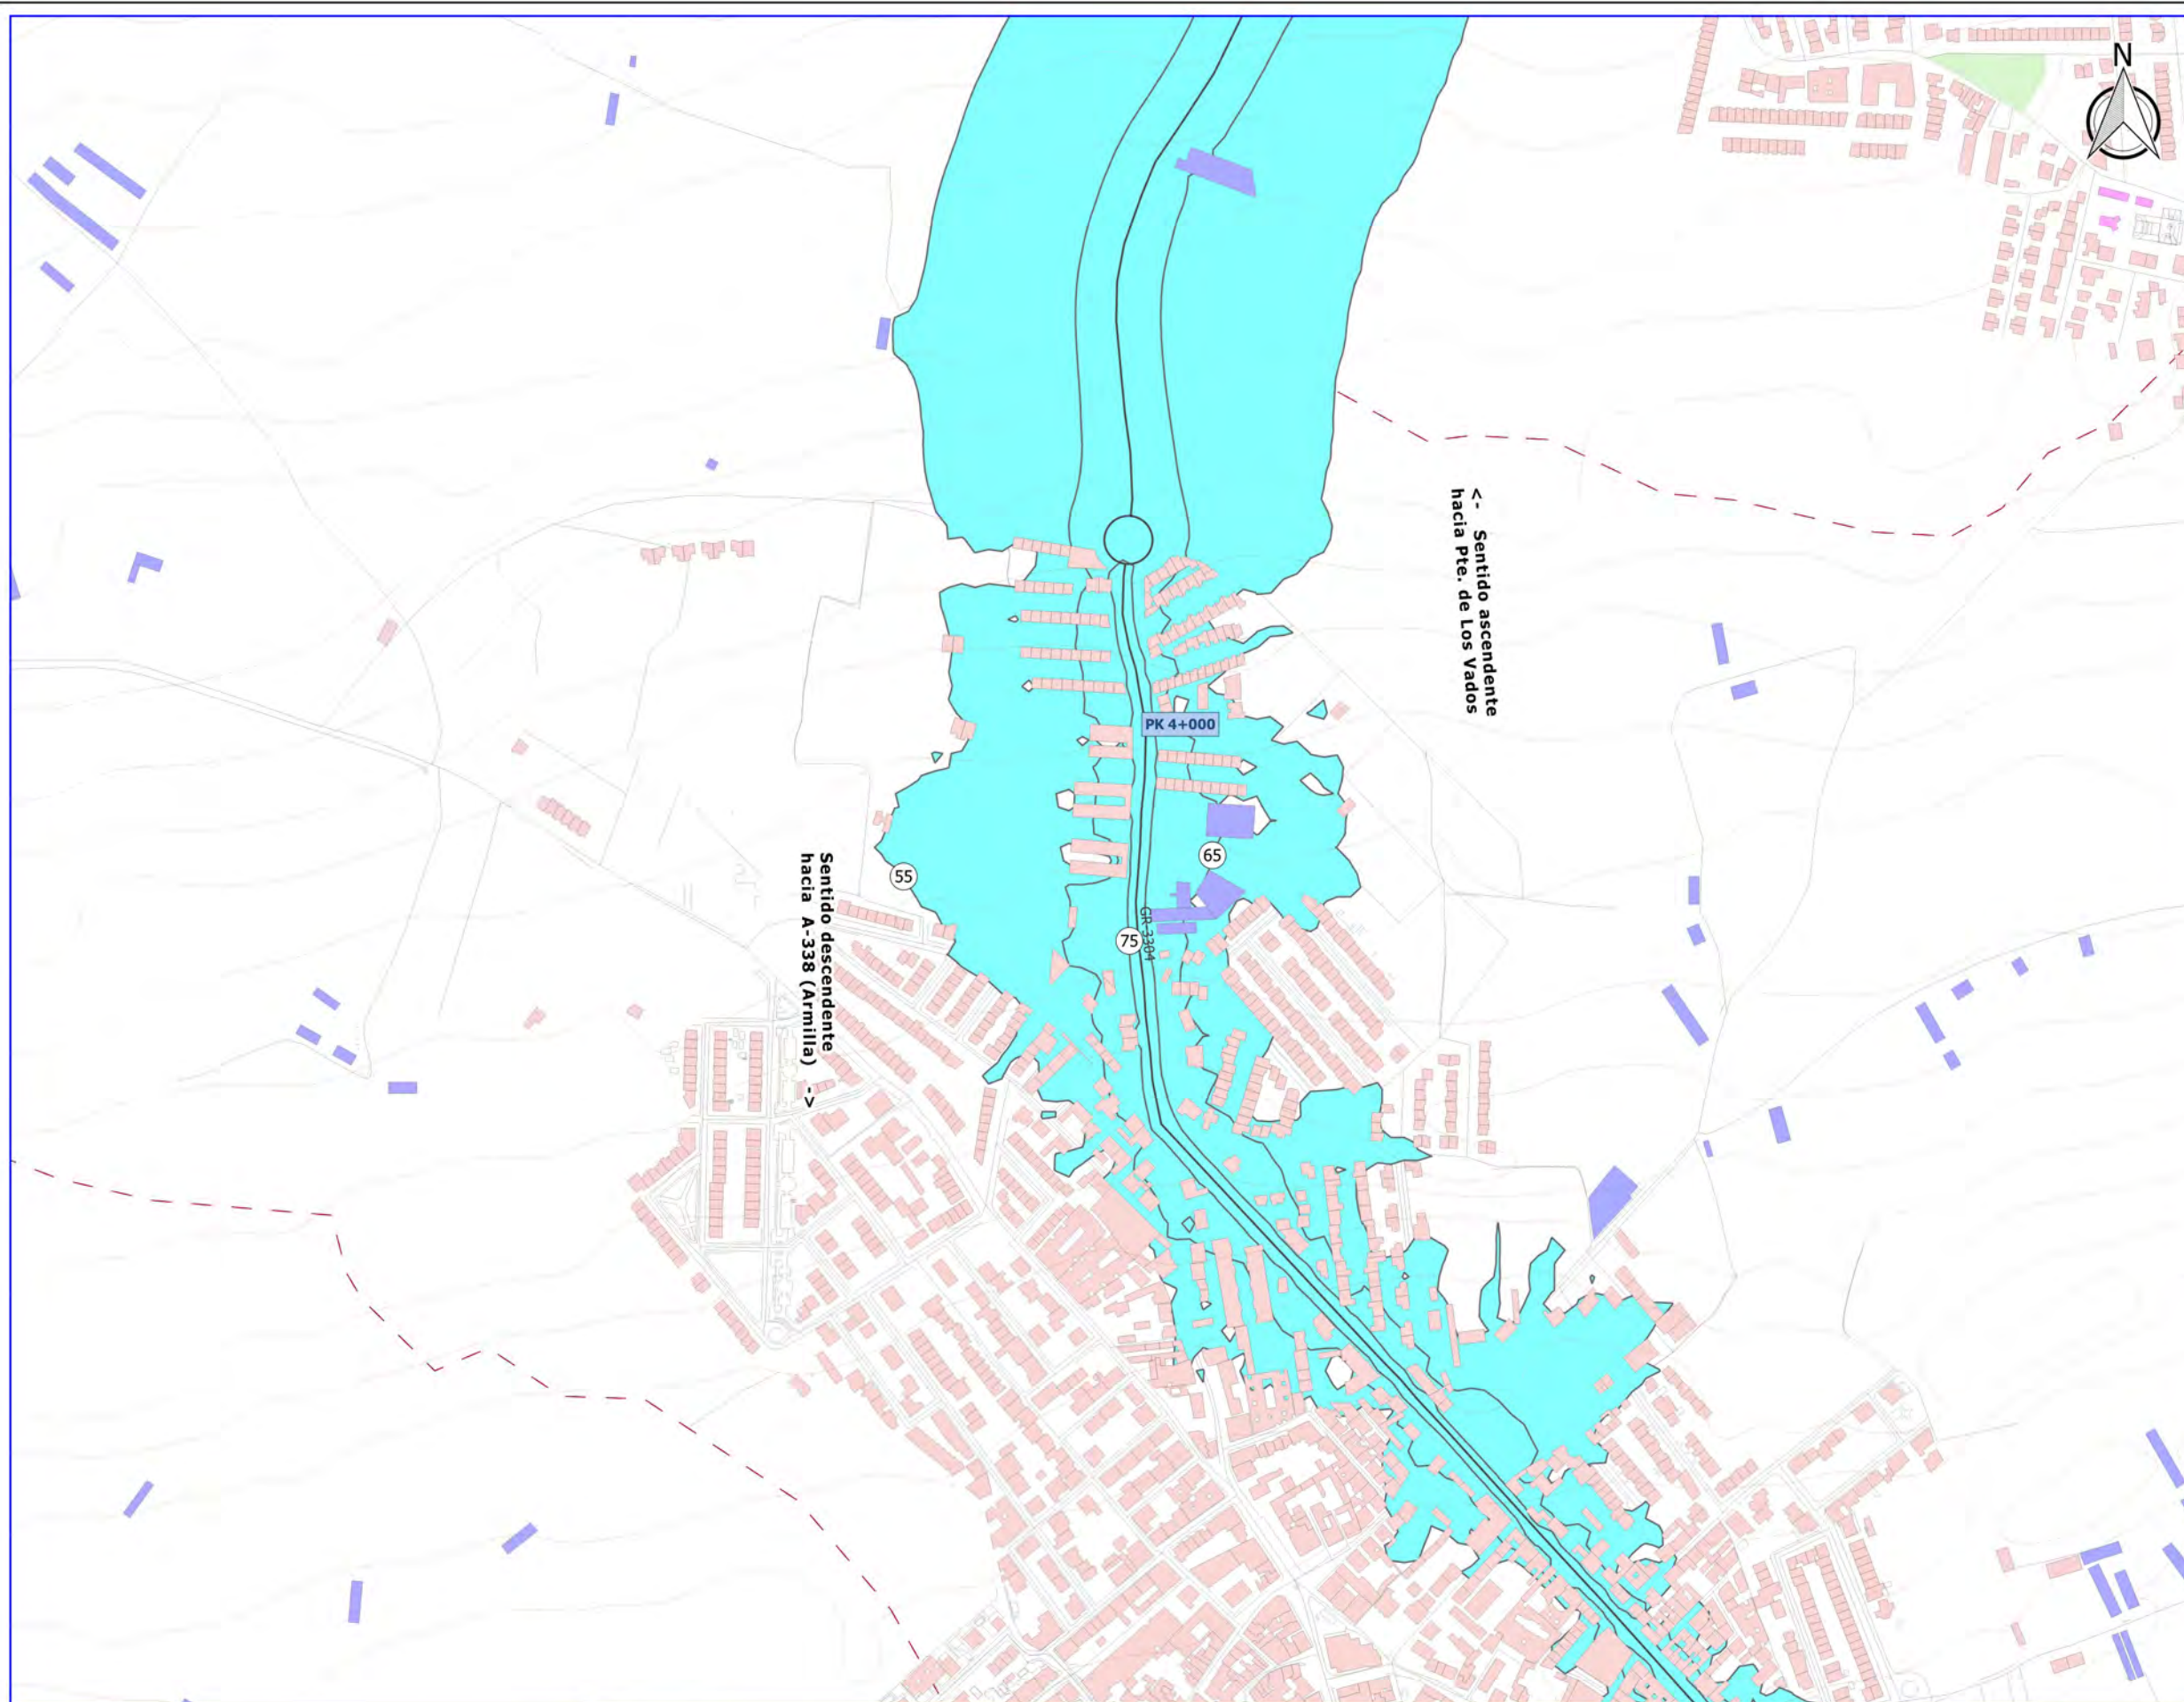 N
<- Sentido ascendente
hacia Pte. de Los Vados
PK 4+000
65
55
Sentido descendente
hacia A-338 (Armilla) ->
75
GR-3304